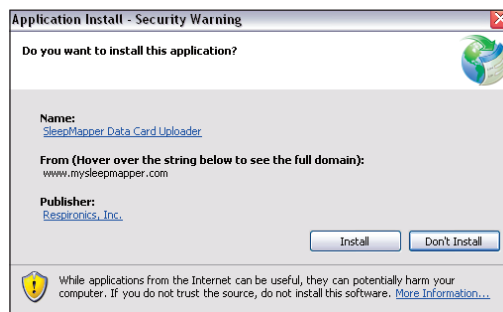 Application Install - Security Warning
Do you want to install this application?
Name:
SleepMapper Data Card Uploader
From (Hover over the string below to see the full domain):
www.mysleepmapper.com
Publisher:
Respironics, Inc.
Install
Don't Install
While applications from the Internet can be useful, they can potentially harm your
computer. If you do not trust the source, do not install this software. More Information...